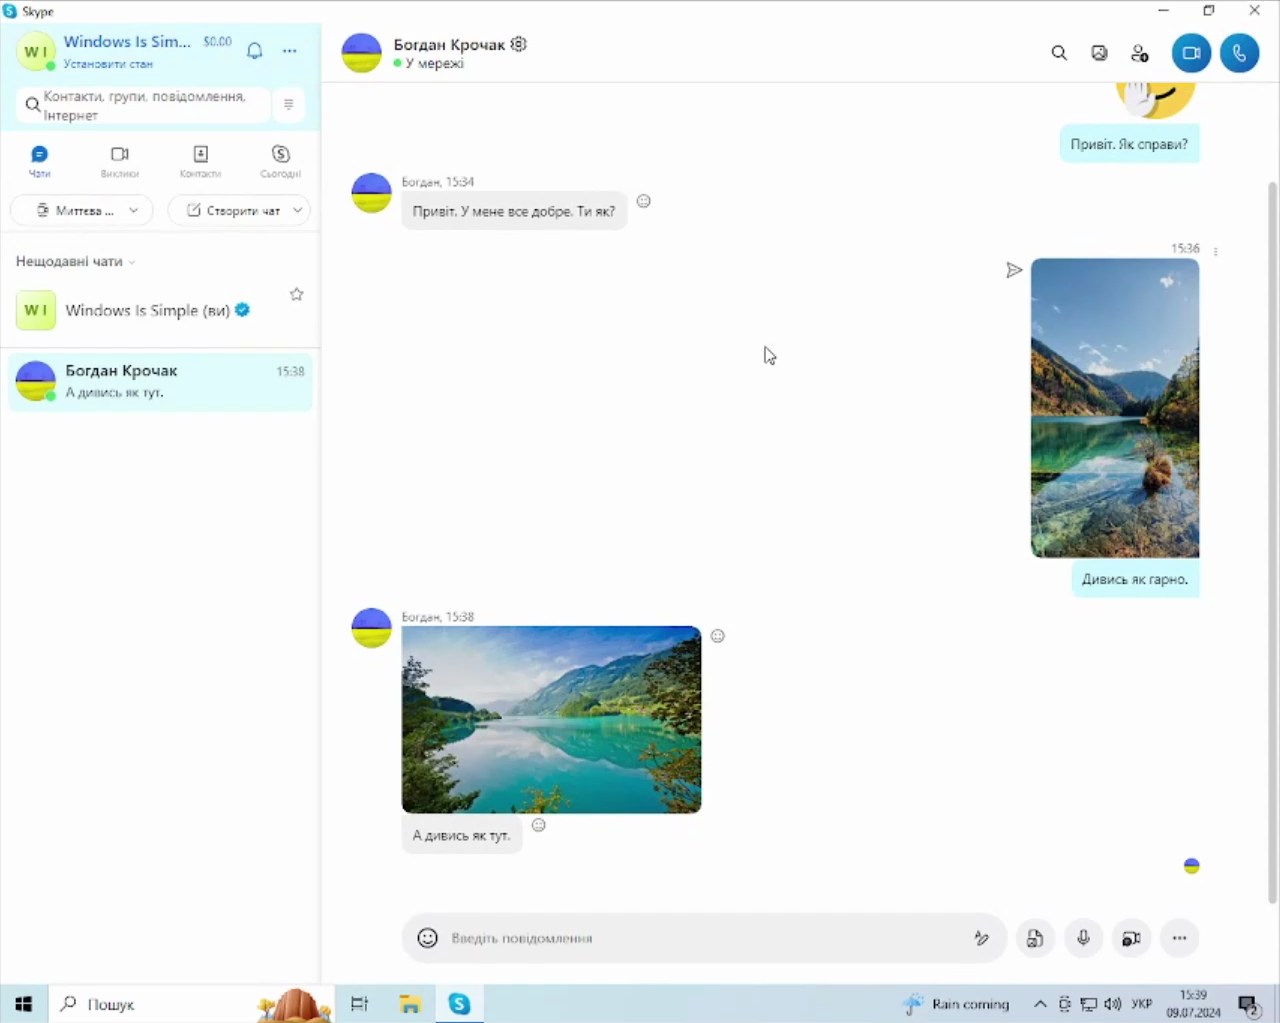 Skype
Windows Is Sim...
$0.00
Установити стан
W I
Контакти, групи, повідомлення,
Інтернет
Чати
Виклики
Контакти
Сьогодні
Миттєва ...
Створити чат
Нещодавні чати
W I
Windows Is Simple (ви)
Богдан Крочак
15:38
А дивись як тут.
Богдан Крочак
У мережі
Привіт. Як справи?
Богдан, 15:34
Привіт. У мене все добре. Ти як?
15:36
Дивись як гарно.
Богдан, 15:38
А дивись як тут.
Введіть повідомлення
Пошук
Rain coming
УКР
15:39
09.07.2024
2